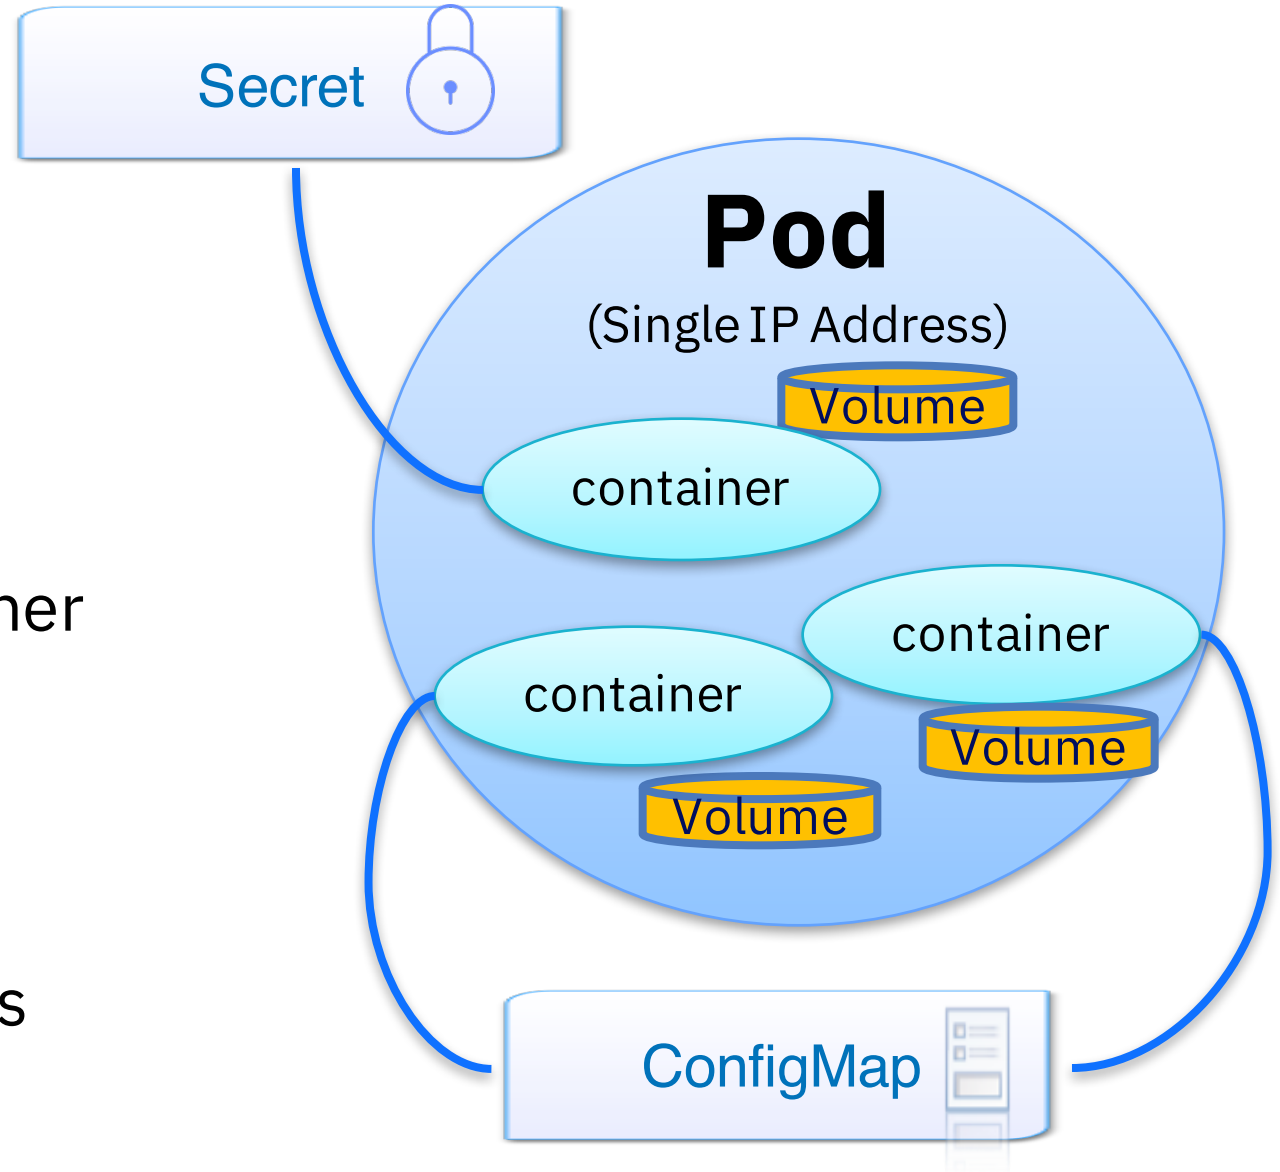 Secret
Pod
(Single IP Address)
Volume
container
ner
container
container
Volume
Volume
s
ConfigMap